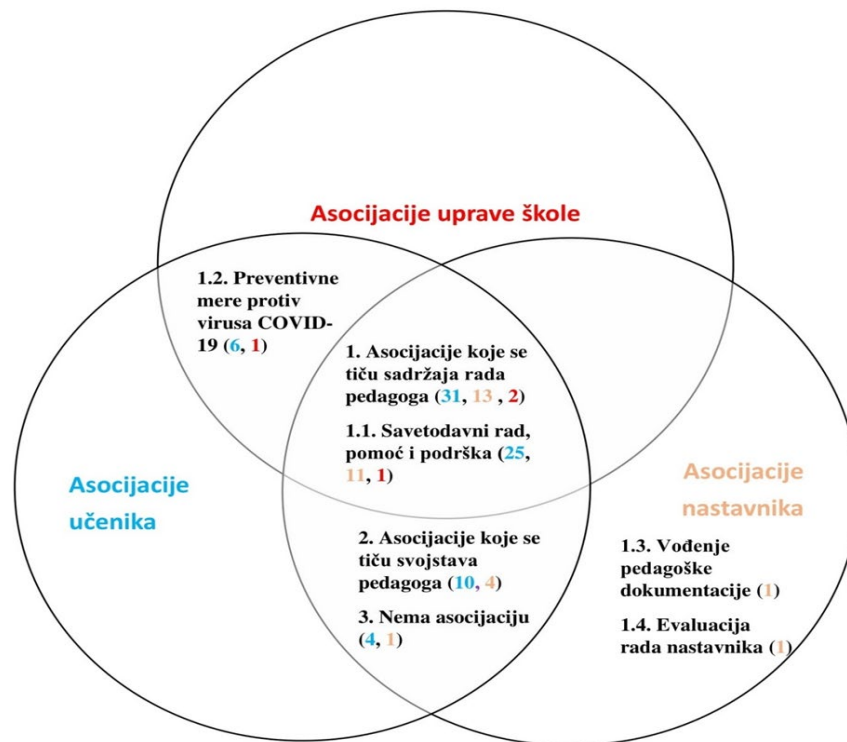 Asocijacije uprave škole
1.2. Preventivne
mere protiv
virusa COVID-
19 (6, 1)
1. Asocijacije koje se
tiču sadržaja rada
pedagoga (31, 13 , 2)
1.1. Savetodavni rad,
pomoć i podrška (25,
11, 1)
Asocijacije
učenika
Asocijacije
nastavnika
2. Asocijacije koje se
tiču svojstava
pedagoga (10, 4)
3. Nema asocijaciju
(4, 1)
1.3. Vođenje
pedagoške
dokumentacije (1)
1.4. Evaluacija
rada nastavnika (1)